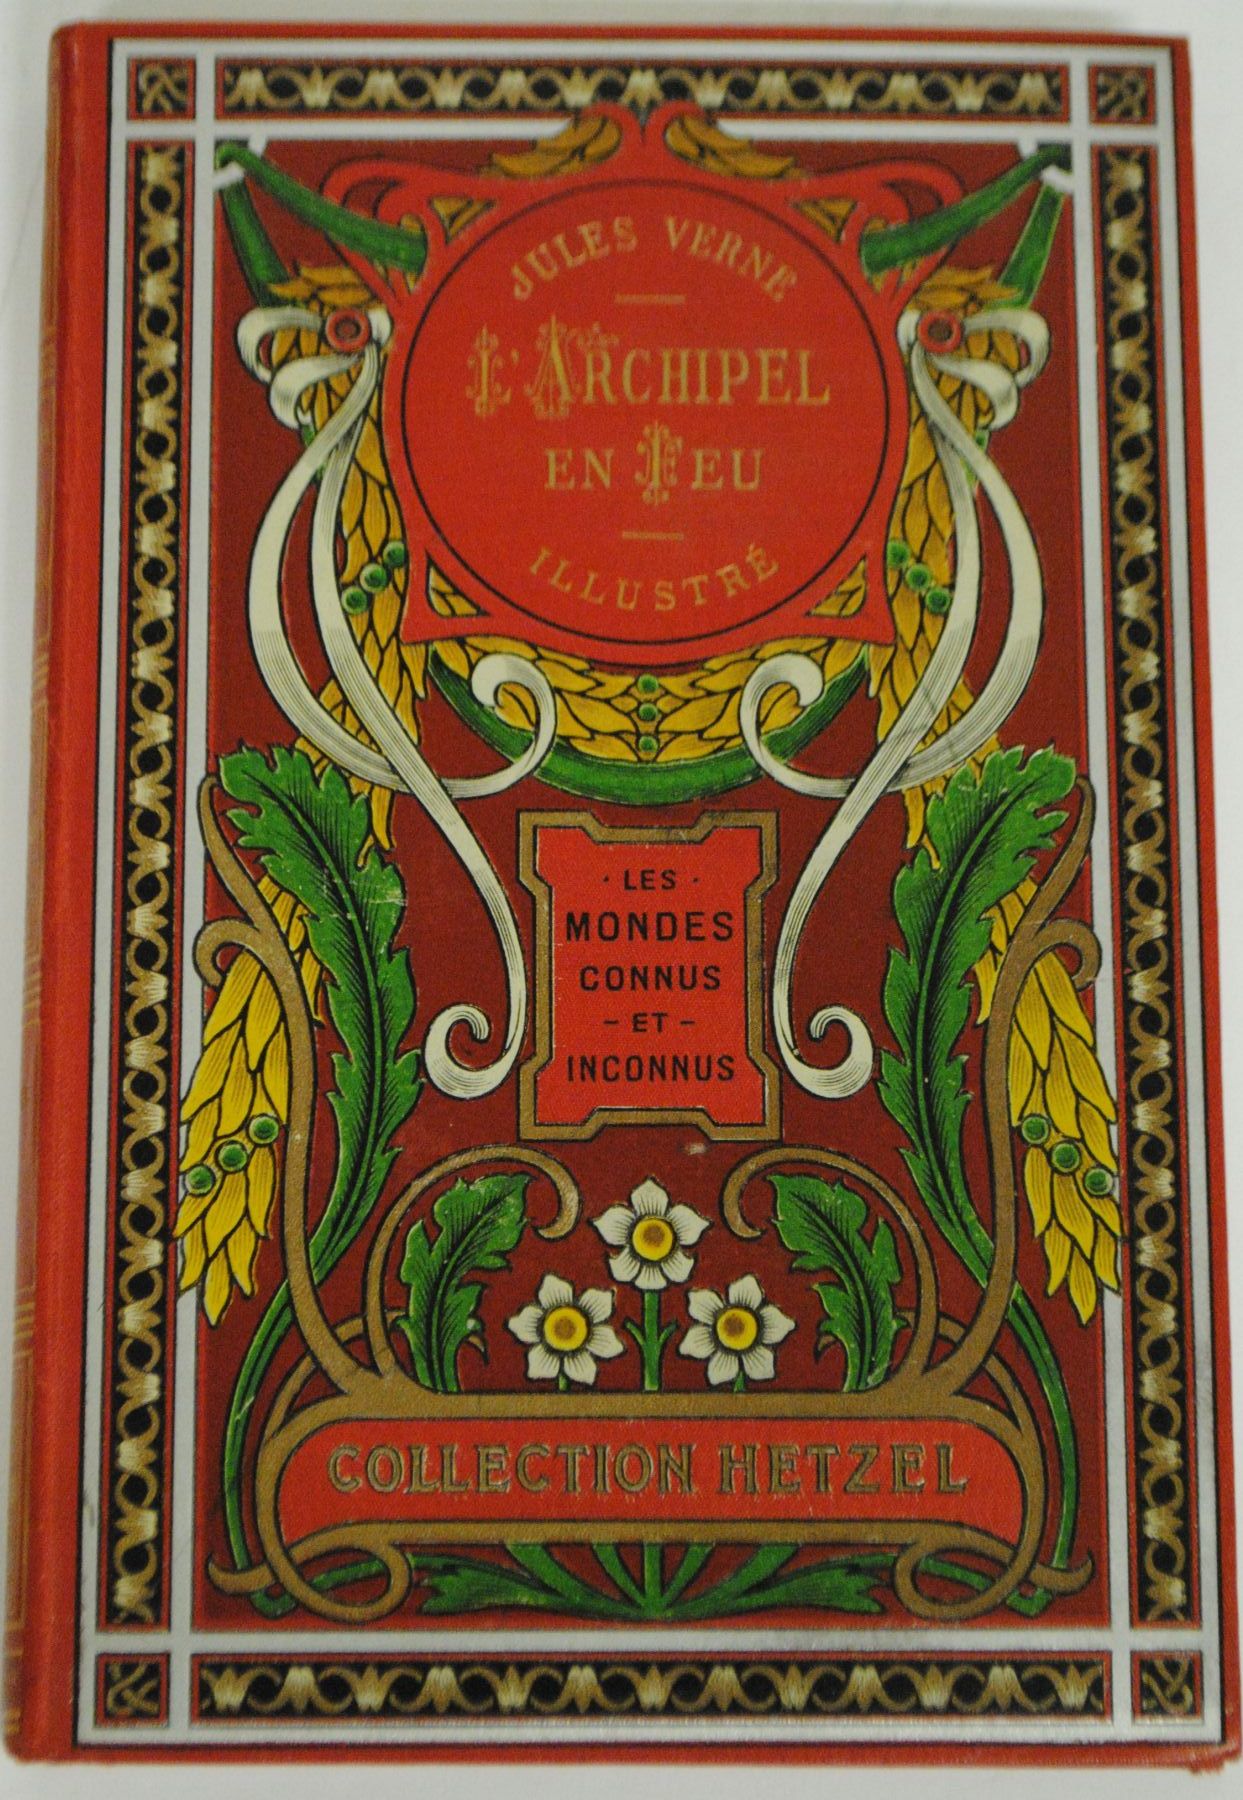 JULES VERNE
L'ARCHIPEL
EN FEU
ILLUSTRÉ
· LES ·
MONDES
CONNUS
- ET -
INCONNUS
COLLECTION HETZEL